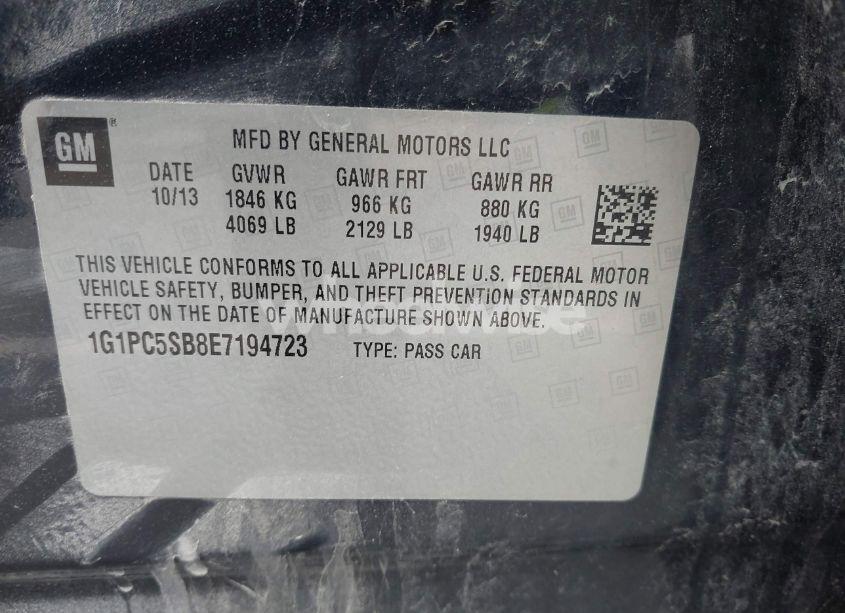 GM®
MFD BY GENERAL MOTORS LLC
DATE GVWR GAWR FRT GAWR RR
10/13 1846 KG 966 KG 880 KG
4069 LB 2129 LB 1940 LB
THIS VEHICLE CONFORMS TO ALL APPLICABLE U.S. FEDERAL MOTOR
VEHICLE SAFETY, BUMPER, AND THEFT PREVENTION STANDARDS IN
EFFECT ON THE DATE OF MANUFACTURE SHOWN ABOVE.
1G1PC5SB8E7194723 TYPE: PASS CAR